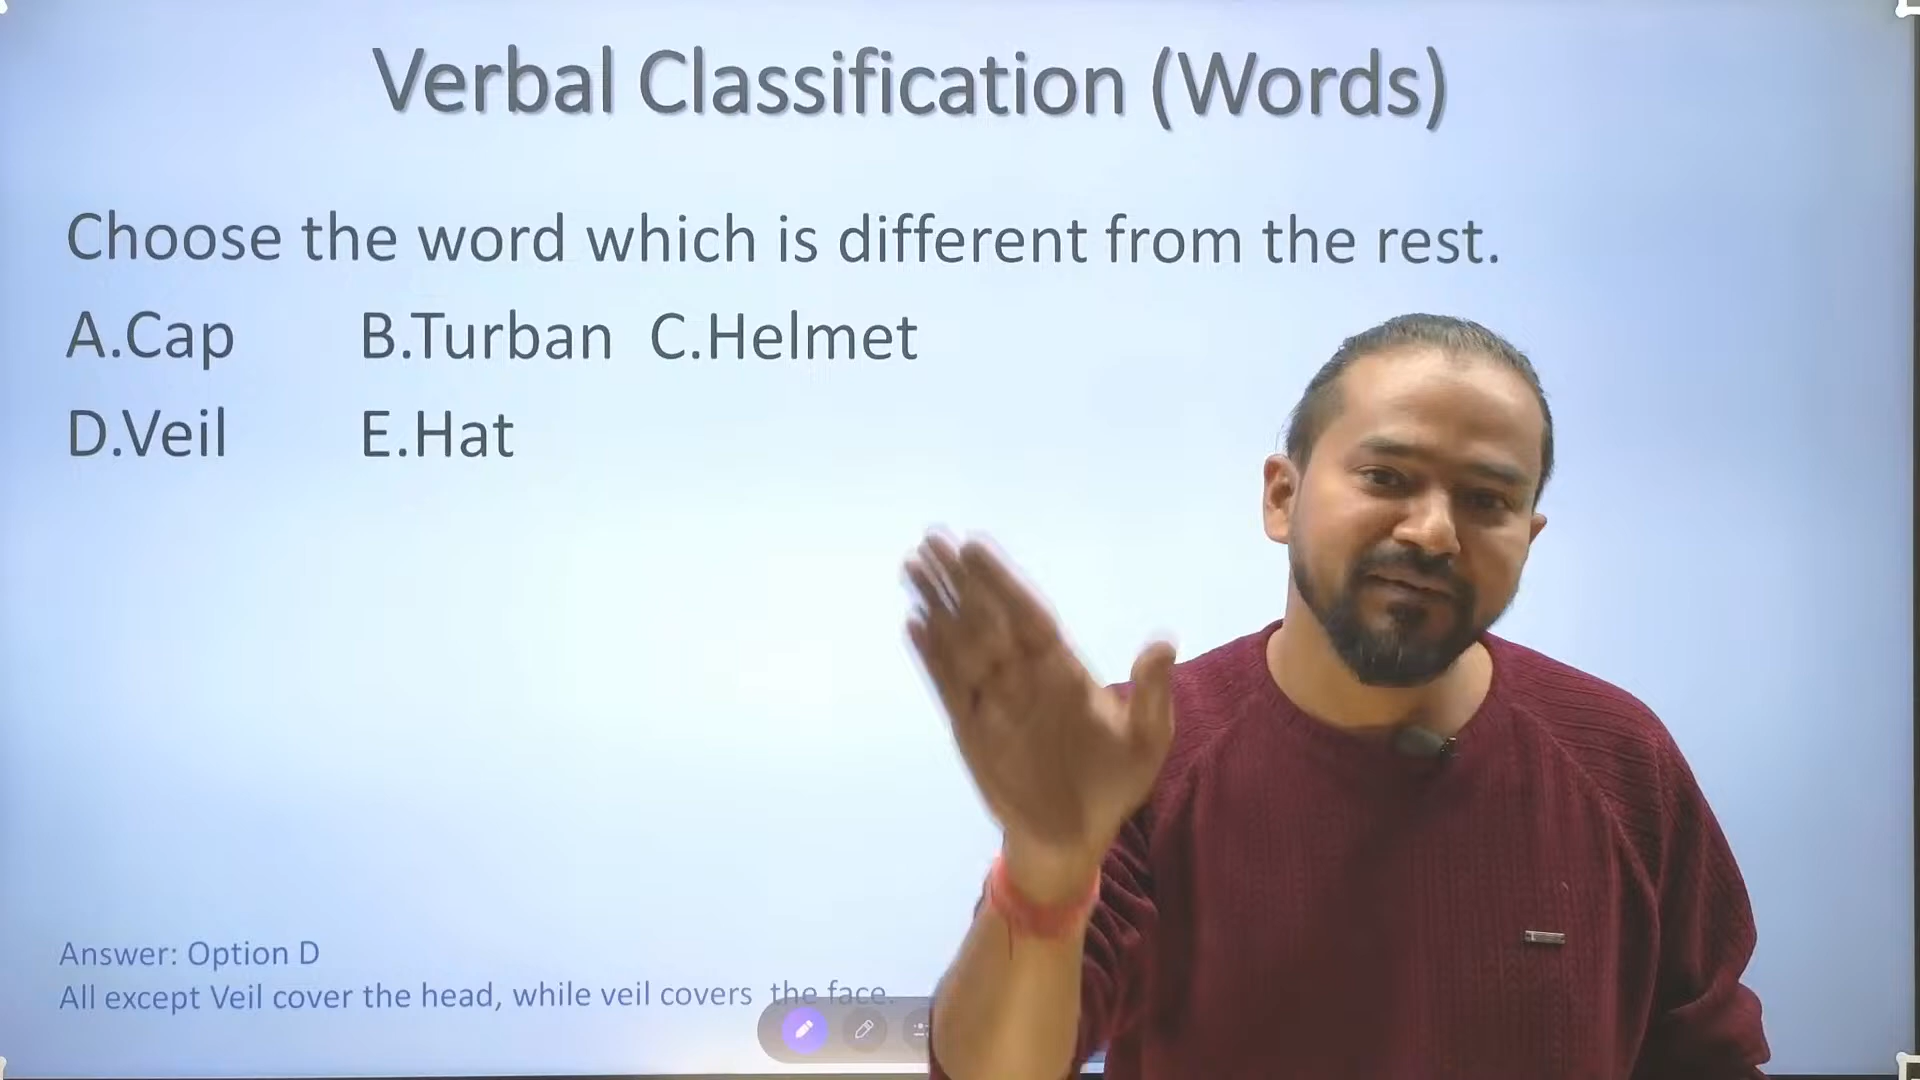 Verbal Classification (Words)
Choose the word which is different from the rest.
A.Cap B.Turban C.Helmet
D.Veil E.Hat
Answer: Option D
All except Veil cover the head, while veil covers the face.